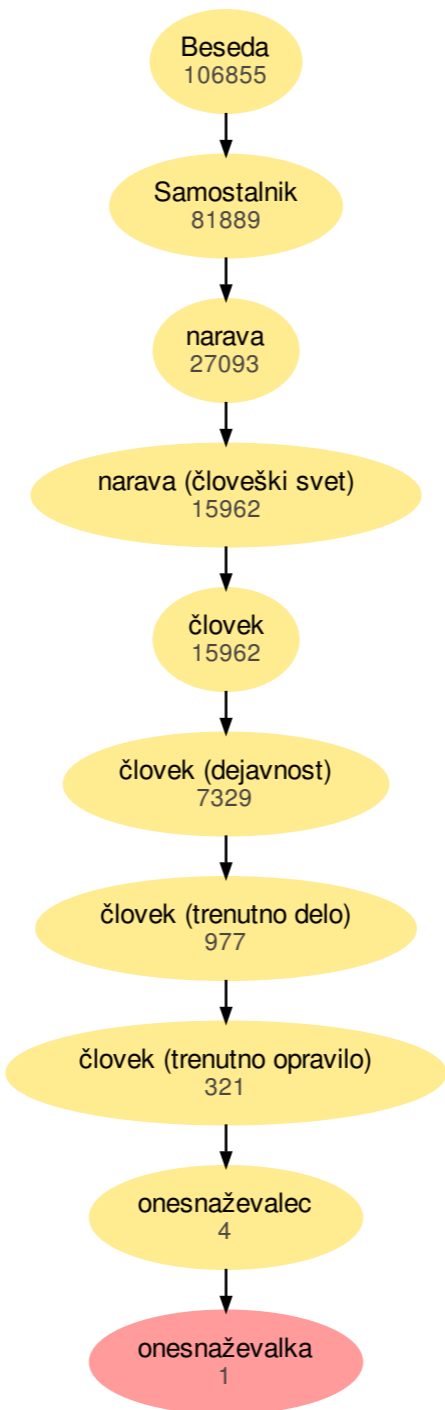 Beseda
106855
Samostalnik
81889
narava
27093
narava (človeški svet)
15962
človek
15962
človek (dejavnost)
7329
človek (trenutno delo)
977
človek (trenutno opravilo)
321
onesnaževalec
4
onesnaževalka
1